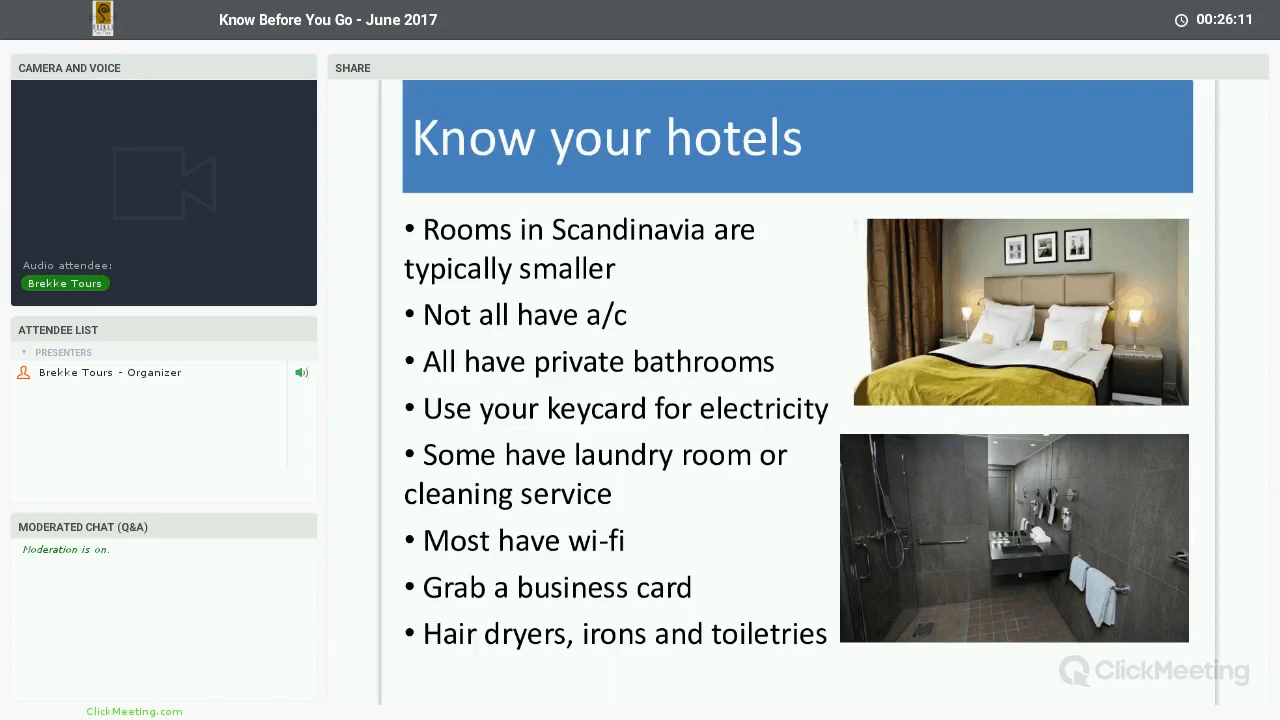 Know Before You Go - June 2017
00:26:11
CAMERA AND VOICE
Audio attendee:
Brekke Tours
ATTENDEE LIST
PRESENTERS
Brekke Tours - Organizer
MODERATED CHAT (Q&A)
Moderation is on.
ClickMeeting.com
SHARE
Know your hotels
• Rooms in Scandinavia are
typically smaller
• Not all have a/c
• All have private bathrooms
• Use your keycard for electricity
• Some have laundry room or
cleaning service
• Most have wi-fi
• Grab a business card
• Hair dryers, irons and toiletries
ClickMeeting